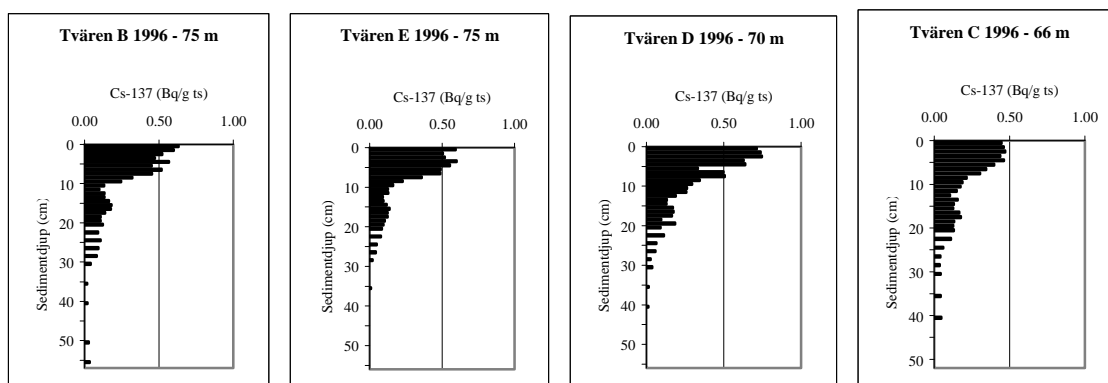 Tvären B 1996 - 75 m
Cs-137 (Bq/g ts)
0.00 0.50 1.00
0
10
20
30
40
50
Sedimentdjup (cm)
Tvären E 1996 - 75 m
Cs-137 (Bq/g ts)
0.00 0.50 1.00
0
10
20
30
40
50
Sedimentdjup (cm)
Tvären D 1996 - 70 m
Cs-137 (Bq/g ts)
0.00 0.50 1.00
0
10
20
30
40
50
Sedimentdjup (cm)
Tvären C 1996 - 66 m
Cs-137 (Bq/g ts)
0.00 0.50 1.00
0
10
20
30
40
50
Sedimentdjup (cm)